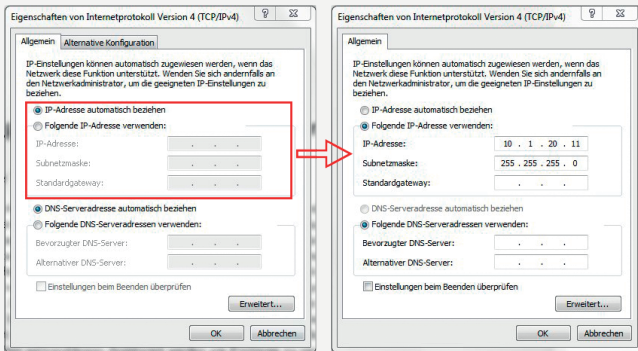 Eigenschaften von Internetprotokoll Version 4 (TCP/IPv4)
Allgemein
Alternative Konfiguration
IP-Einstellungen können automatisch zugewiesen werden, wenn das
Netzwerk diese Funktion unterstützt. Wenden Sie sich andernfalls an
den Netzwerkadministrator, um die geeigneten IP-Einstellungen zu
beziehen.
IP-Adresse automatisch beziehen
Folgende IP-Adresse verwenden:
IP-Adresse:
Subnetzmaske:
Standardgateway:
DNS-Serveradresse automatisch beziehen
Folgende DNS-Serveradressen verwenden:
Bevorzugter DNS-Server:
Alternativer DNS-Server:
Einstellungen beim Beenden überprüfen
Erweitert...
OK Abbrechen
Eigenschaften von Internetprotokoll Version 4 (TCP/IPv4)
Allgemein
IP-Einstellungen können automatisch zugewiesen werden, wenn das
Netzwerk diese Funktion unterstützt. Wenden Sie sich andernfalls an
den Netzwerkadministrator, um die geeigneten IP-Einstellungen zu
beziehen.
IP-Adresse automatisch beziehen
Folgende IP-Adresse verwenden:
IP-Adresse: 10 . 1 . 20 . 11
Subnetzmaske: 255 . 255 . 255 . 0
Standardgateway:
DNS-Serveradresse automatisch beziehen
Folgende DNS-Serveradressen verwenden:
Bevorzugter DNS-Server:
Alternativer DNS-Server:
Einstellungen beim Beenden überprüfen
Erweitert...
OK Abbrechen